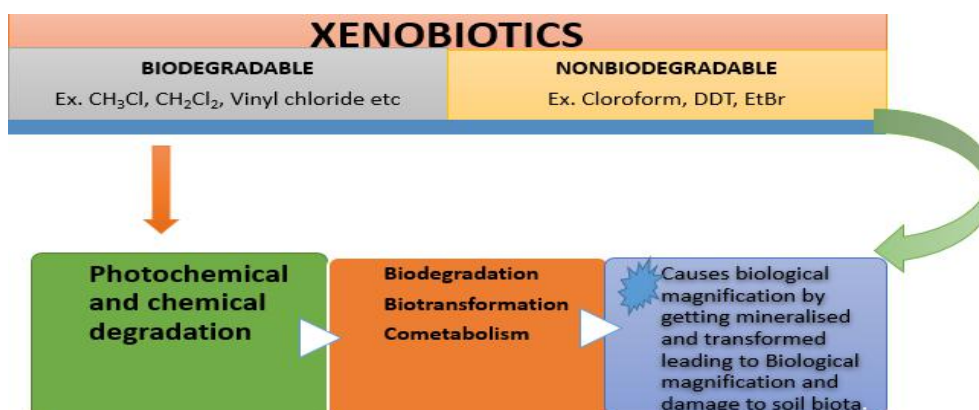 XENOBIOTICS
BIODEGRADABLE
Ex. CH₃Cl, CH₂Cl₂, Vinyl chloride etc
NONBIODEGRADABLE
Ex. Cloroform, DDT, EtBr
Photochemical
and chemical
degradation
Biodegradation
Biotransformation
Cometabolism
Causes biological
magnification by
getting mineralised
and transformed
leading to Biological
magnification and
damage to soil biota.